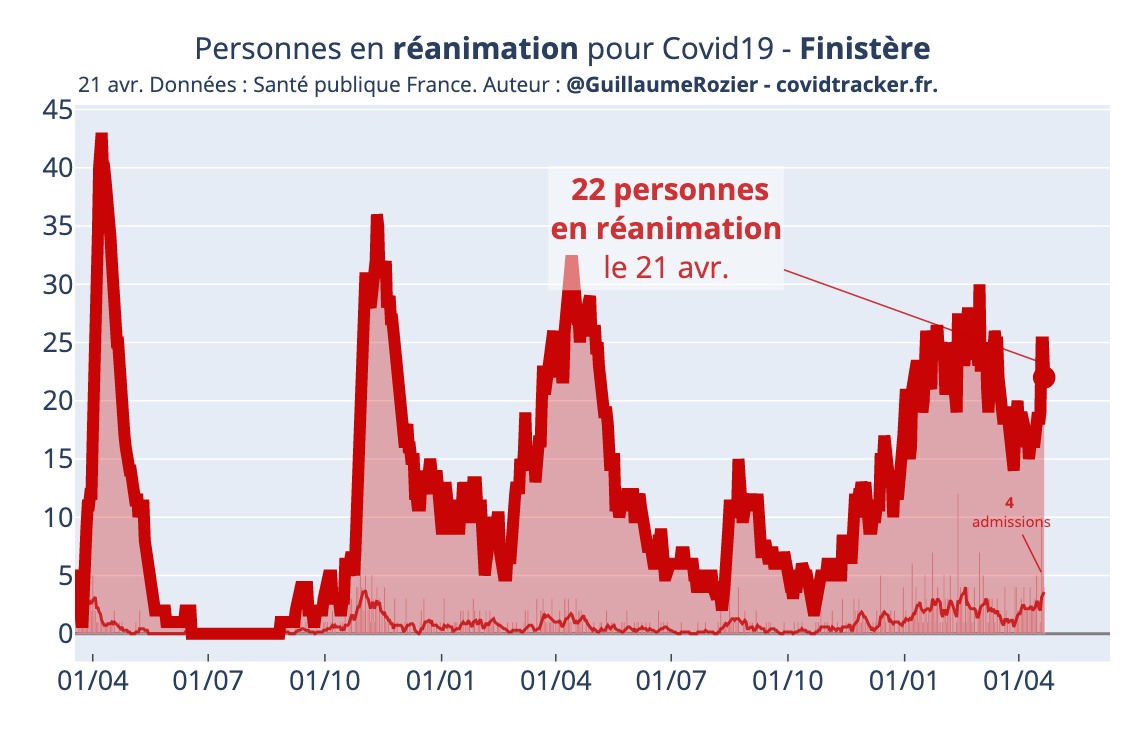 Personnes en réanimation pour Covid19 - Finistère
21 avr. Données : Santé publique France. Auteur : @GuillaumeRozier - covidtracker.fr.
45
40
35
30
25
20
15
10
5
0
22 personnes
en réanimation
le 21 avr.
4
admissions
01/04 01/07 01/10 01/01 01/04 01/07 01/10 01/01 01/04